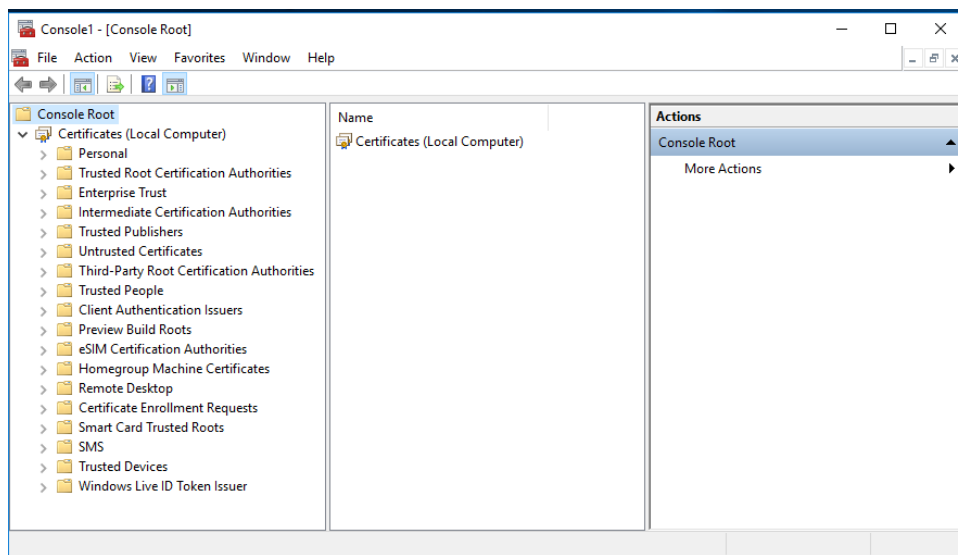 Console1 - [Console Root]
File Action View Favorites Window Help
Console Root
Certificates (Local Computer)
Personal
Trusted Root Certification Authorities
Enterprise Trust
Intermediate Certification Authorities
Trusted Publishers
Untrusted Certificates
Third-Party Root Certification Authorities
Trusted People
Client Authentication Issuers
Preview Build Roots
eSIM Certification Authorities
Homegroup Machine Certificates
Remote Desktop
Certificate Enrollment Requests
Smart Card Trusted Roots
SMS
Trusted Devices
Windows Live ID Token Issuer
Name
Certificates (Local Computer)
Actions
Console Root
More Actions